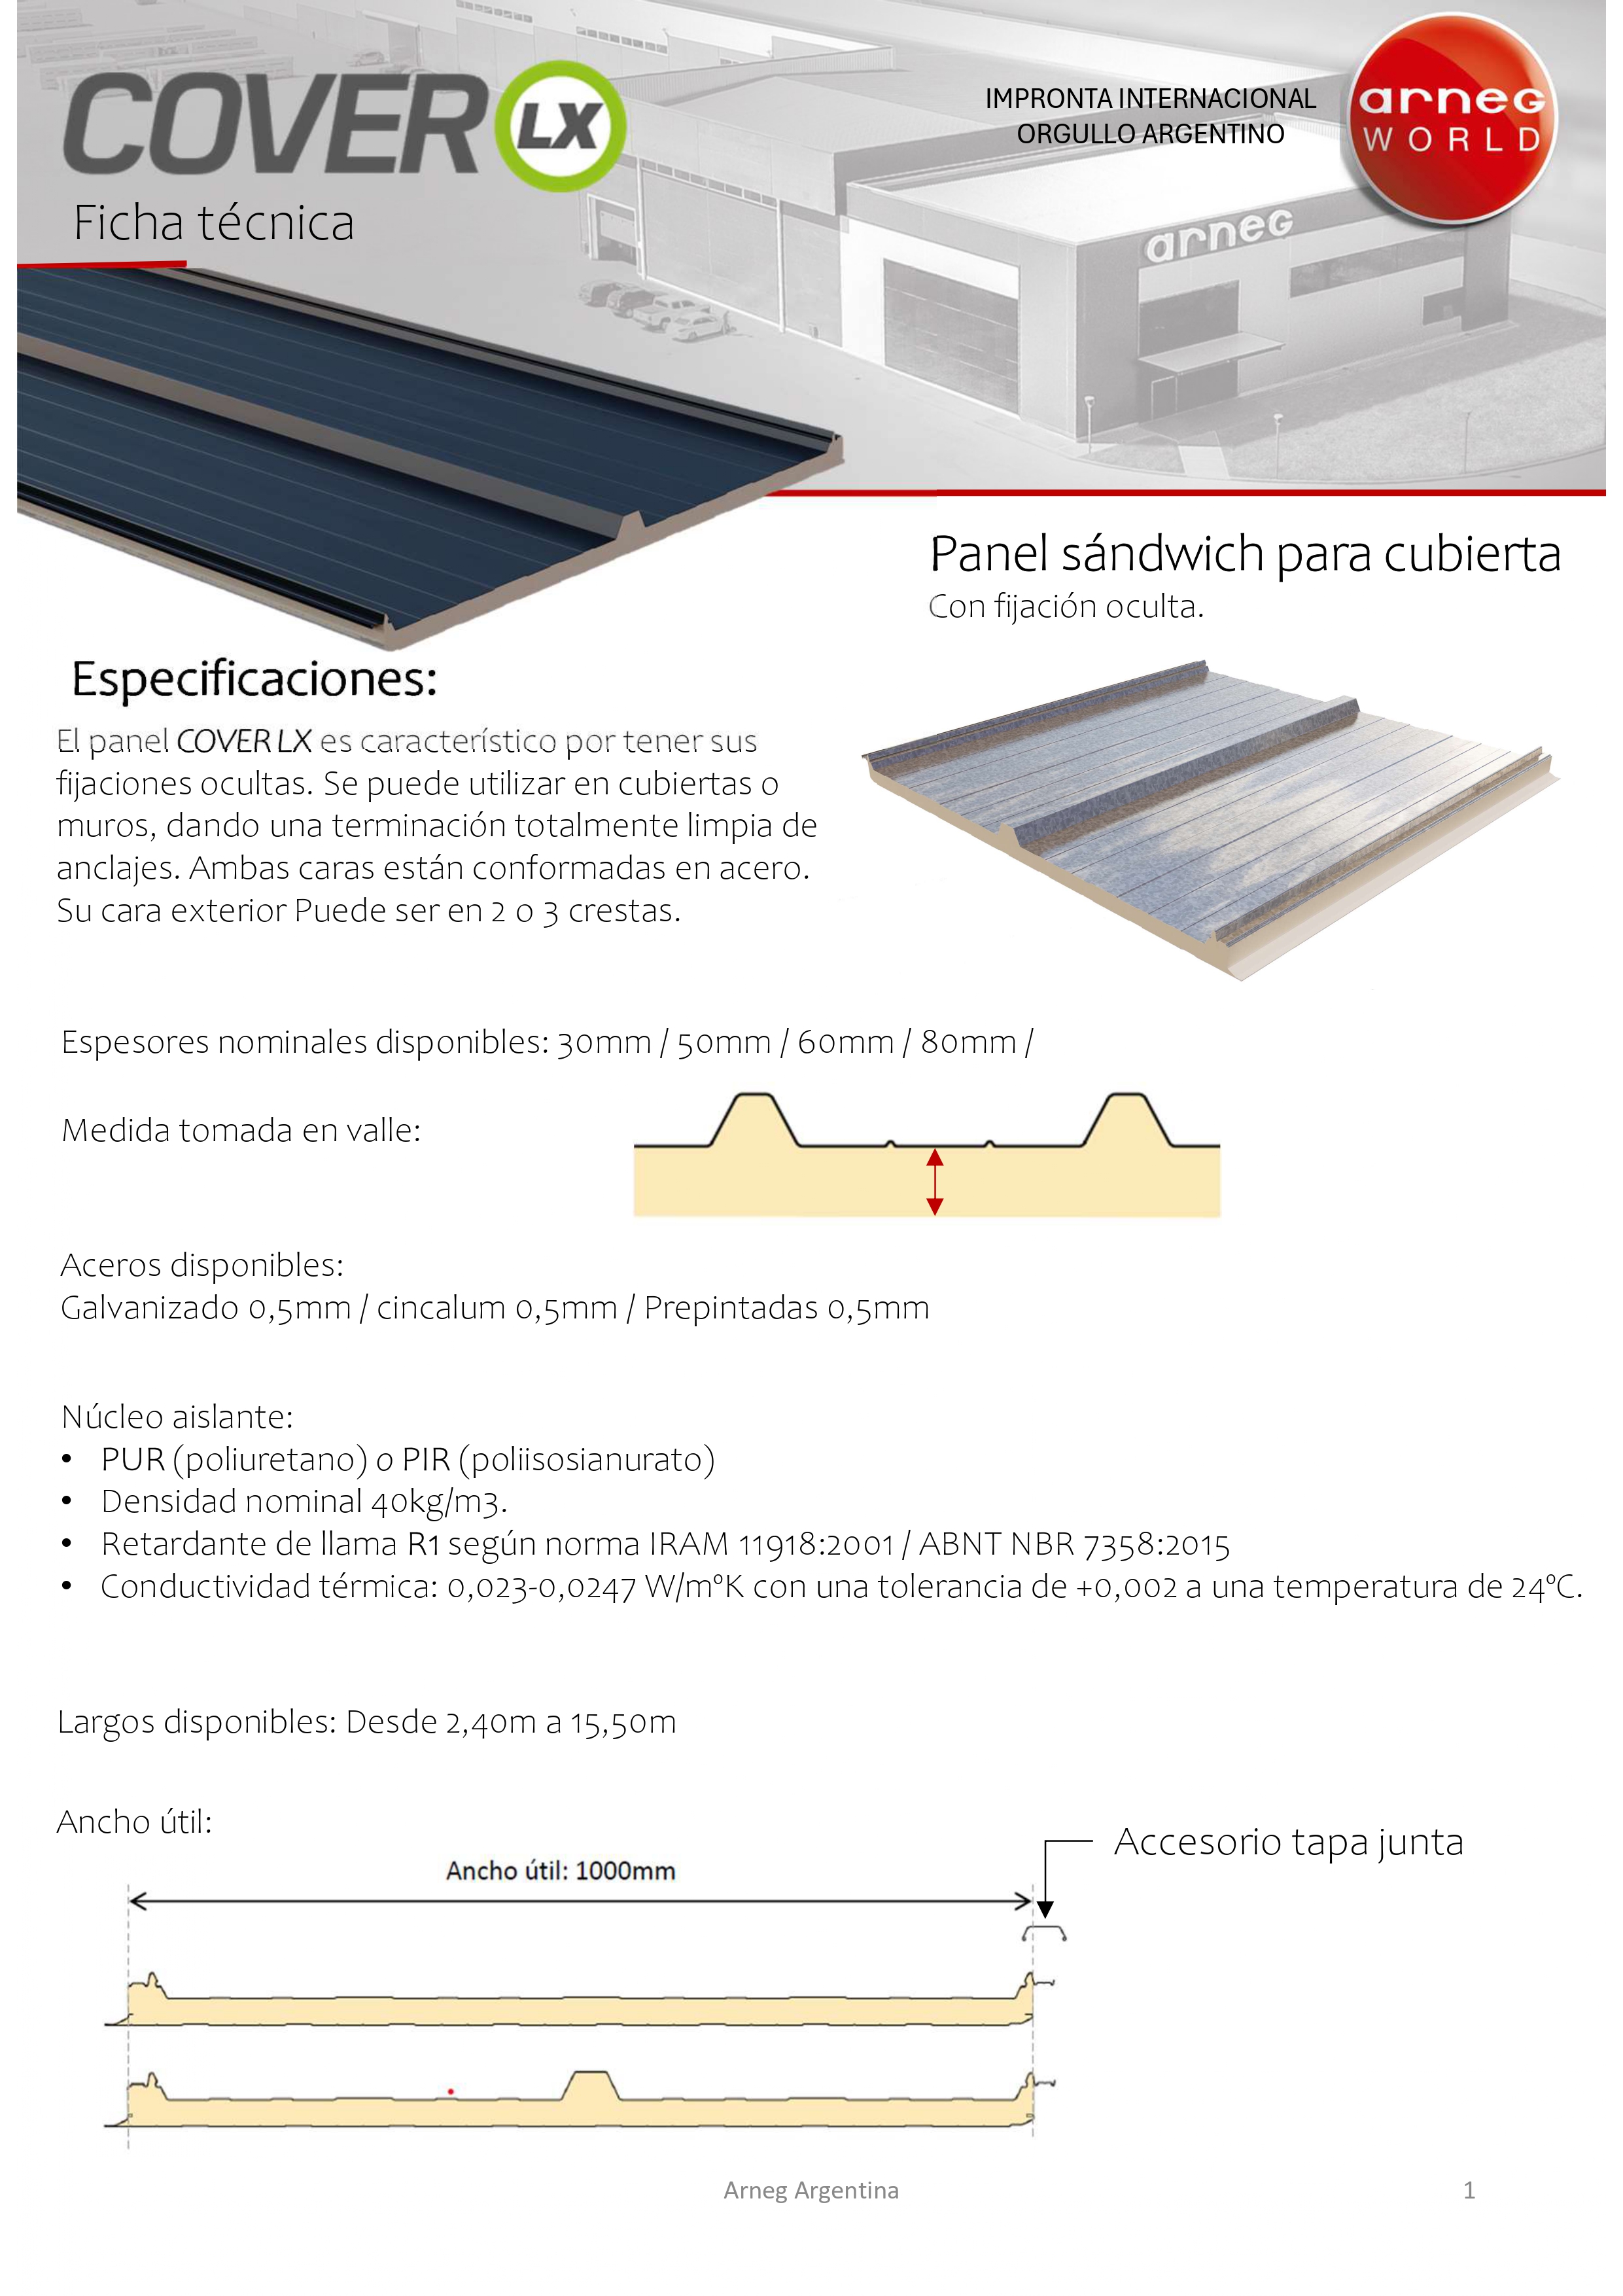 COVER LX
IMPRONTA INTERNACIONAL
ORGULLO ARGENTINO
arneg
WORLD
Ficha técnica
arneg
Panel sándwich para cubierta
Con fijación oculta.
Especificaciones:
El panel COVER LX es característico por tener sus
fijaciones ocultas. Se puede utilizar en cubiertas o
muros, dando una terminación totalmente limpia de
anclajes. Ambas caras están conformadas en acero.
Su cara exterior Puede ser en 2 o 3 crestas.
Espesores nominales disponibles: 30mm / 50mm / 60mm / 80mm /
Medida tomada en valle:
Aceros disponibles:
Galvanizado 0,5mm / cincalum 0,5mm / Prepintadas 0,5mm
Núcleo aislante:
• PUR (poliuretano) o PIR (poliisosianurato)
• Densidad nominal 40kg/m3.
• Retardante de llama R1 según norma IRAM 11918:2001 / ABNT NBR 7358:2015
• Conductividad térmica: 0,023-0,0247 W/mºK con una tolerancia de +0,002 a una temperatura de 24ºC.
Largos disponibles: Desde 2,40m a 15,50m
Ancho útil:
Accesorio tapa junta
Ancho útil: 1000mm
Arneg Argentina
1